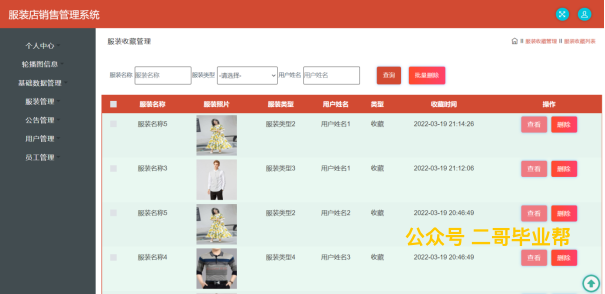 服装店销售管理系统
个人中心
轮播图信息
基础数据管理
服装管理
公告管理
用户管理
员工管理
服装收藏管理
服装收藏管理 服装收藏列表
服装名称 服装名称 服装类型 -请选择- 用户姓名 用户姓名 查询 批量删除
服装名称 服装照片 服装类型 用户姓名 类型 收藏时间 操作
服装名称5 服装类型2 用户姓名1 收藏 2022-03-19 21:14:26 查看 删除
服装名称3 服装类型3 用户姓名1 收藏 2022-03-19 21:12:06 查看 删除
服装名称5 服装类型2 用户姓名2 收藏 2022-03-19 20:46:49 查看 删除
公众号 二哥毕业帮
服装名称4 服装类型4 用户姓名3 收藏 2022-03-19 20:46:49 查看 删除